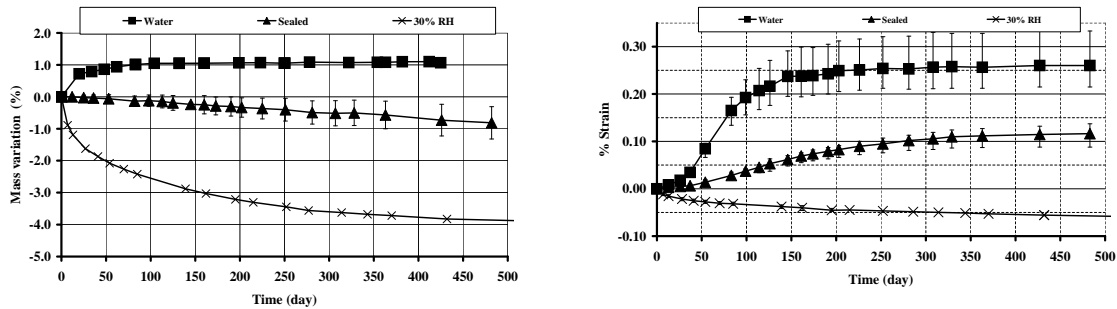 Water Sealed 30% RH
2.0
1.0
0.0
-1.0
-2.0
-3.0
-4.0
-5.0
Mass variation (%)
0 50 100 150 200 250 300 350 400 450 500
Time (day)
Water Sealed 30% RH
0.30
0.20
0.10
0.00
-0.10
% Strain
0 50 100 150 200 250 300 350 400 450 500
Time (day)